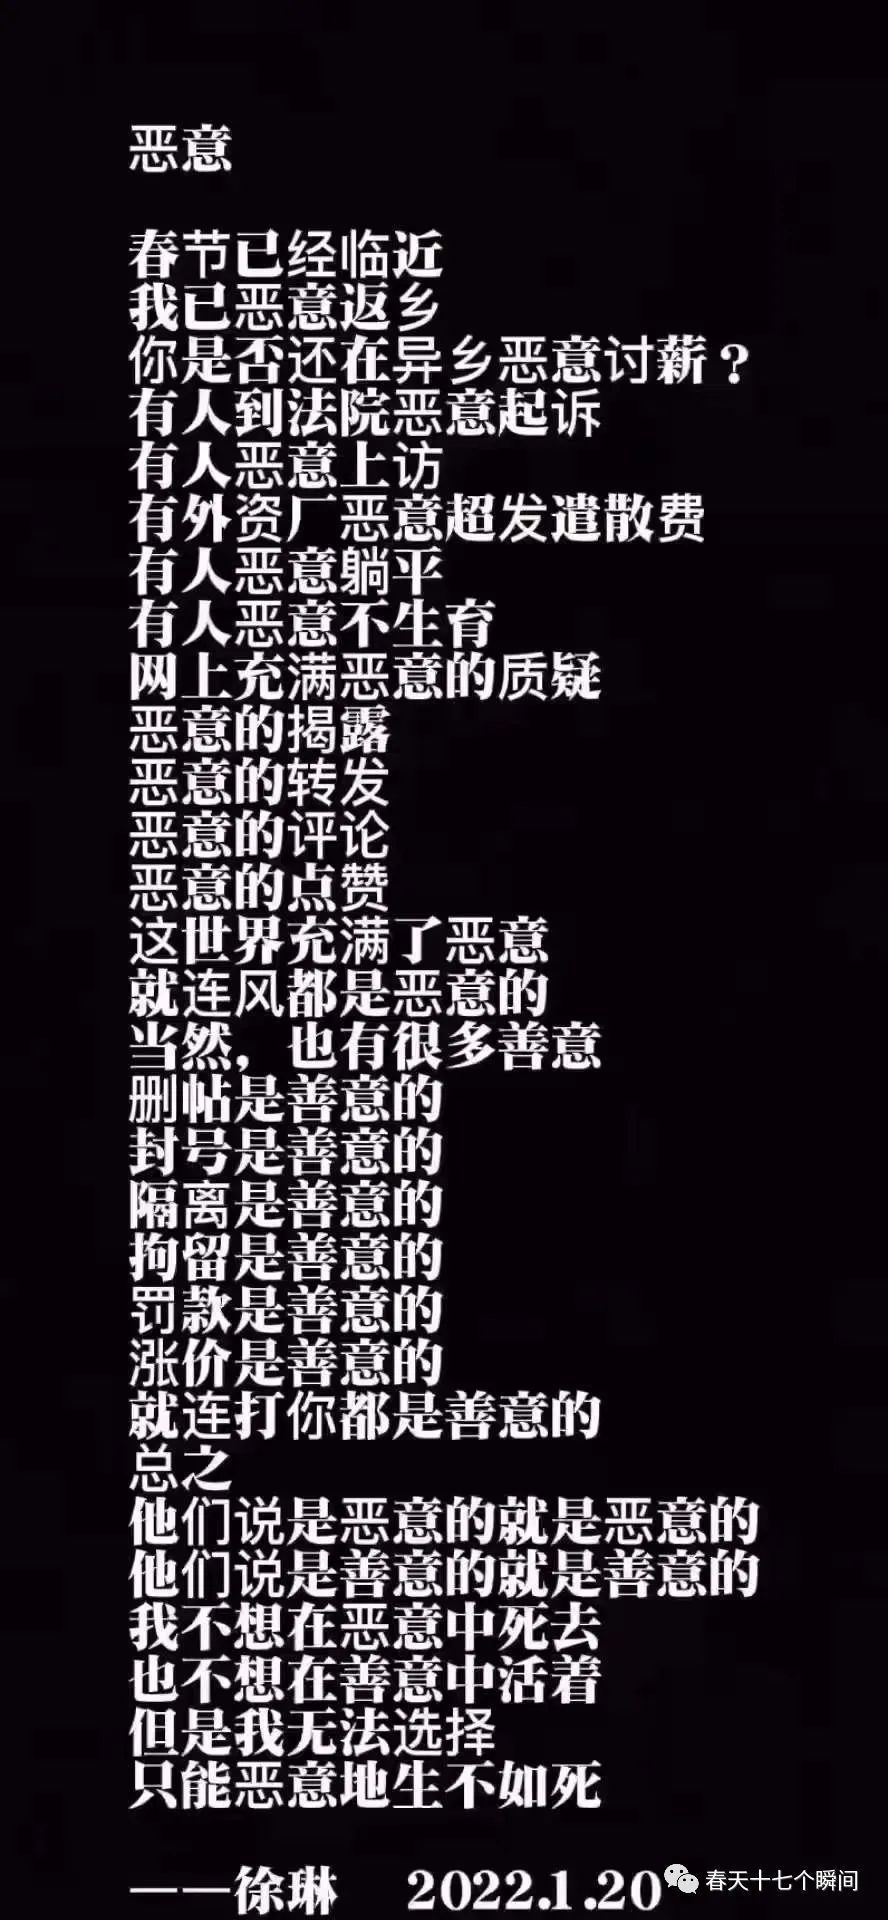 恶意
春节已经临近
我已恶意返乡
你是否还在异乡恶意讨薪？
有人到法院恶意起诉
有人恶意上访
有外资厂恶意超发遣散费
有人恶意躺平
有人恶意不生育
网上充满恶意的质疑
恶意的揭露
恶意的转发
恶意的评论
恶意的点赞
这世界充满了恶意
就连风都是恶意的
当然，也有很多善意
删帖是善意的
封号是善意的
隔离是善意的
拘留是善意的
罚款是善意的
涨价是善意的
就连打你都是善意的
总之
他们说是恶意的就是恶意的
他们说是善意的就是善意的
我不想在恶意中死去
也不想在善意中活着
但是我无法选择
只能恶意地生不如死
——徐琳 2022.1.20
春天十七个瞬间